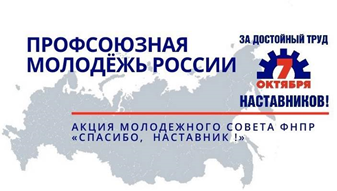 ПРОФСОЮЗНАЯ
МОЛОДЁЖЬ РОССИИ
ЗА ДОСТОЙНЫЙ ТРУД
7
ОКТЯБРЯ
НАСТАВНИКОВ!
АКЦИЯ МОЛОДЕЖНОГО СОВЕТА ФНПР
«СПАСИБО, НАСТАВНИК !»